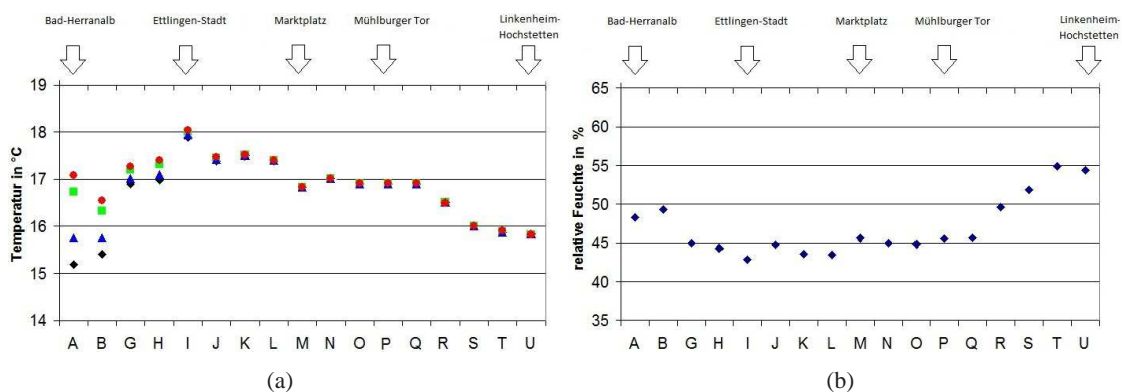 Bad-Herranalb Ettlingen-Stadt Marktplatz Mühlburger Tor Linkenheim-
Hochstetten
19
18
17
16
15
14
Temperatur in °C
A B G H I J K L M N O P Q R S T U
(a)
Bad-Herranalb Ettlingen-Stadt Marktplatz Mühlburger Tor Linkenheim-
Hochstetten
65
60
55
50
45
40
35
relative Feuchte in %
A B G H I J K L M N O P Q R S T U
(b)